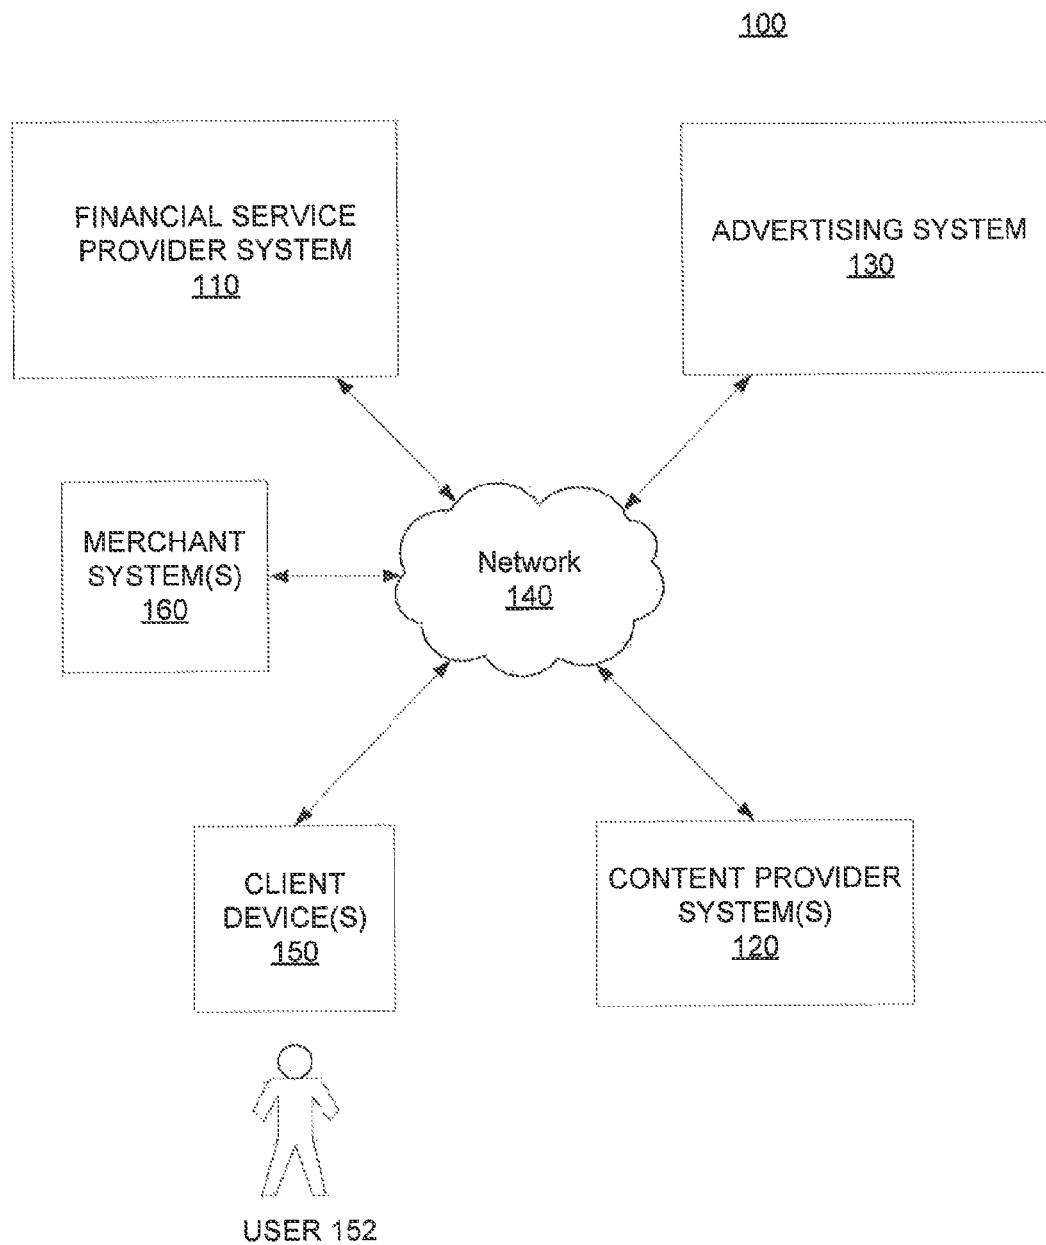 100
FINANCIAL SERVICE
PROVIDER SYSTEM
110
ADVERTISING SYSTEM
130
MERCHANT
SYSTEM(S)
160
Network
140
CLIENT
DEVICE(S)
150
CONTENT PROVIDER
SYSTEM(S)
120
USER 152